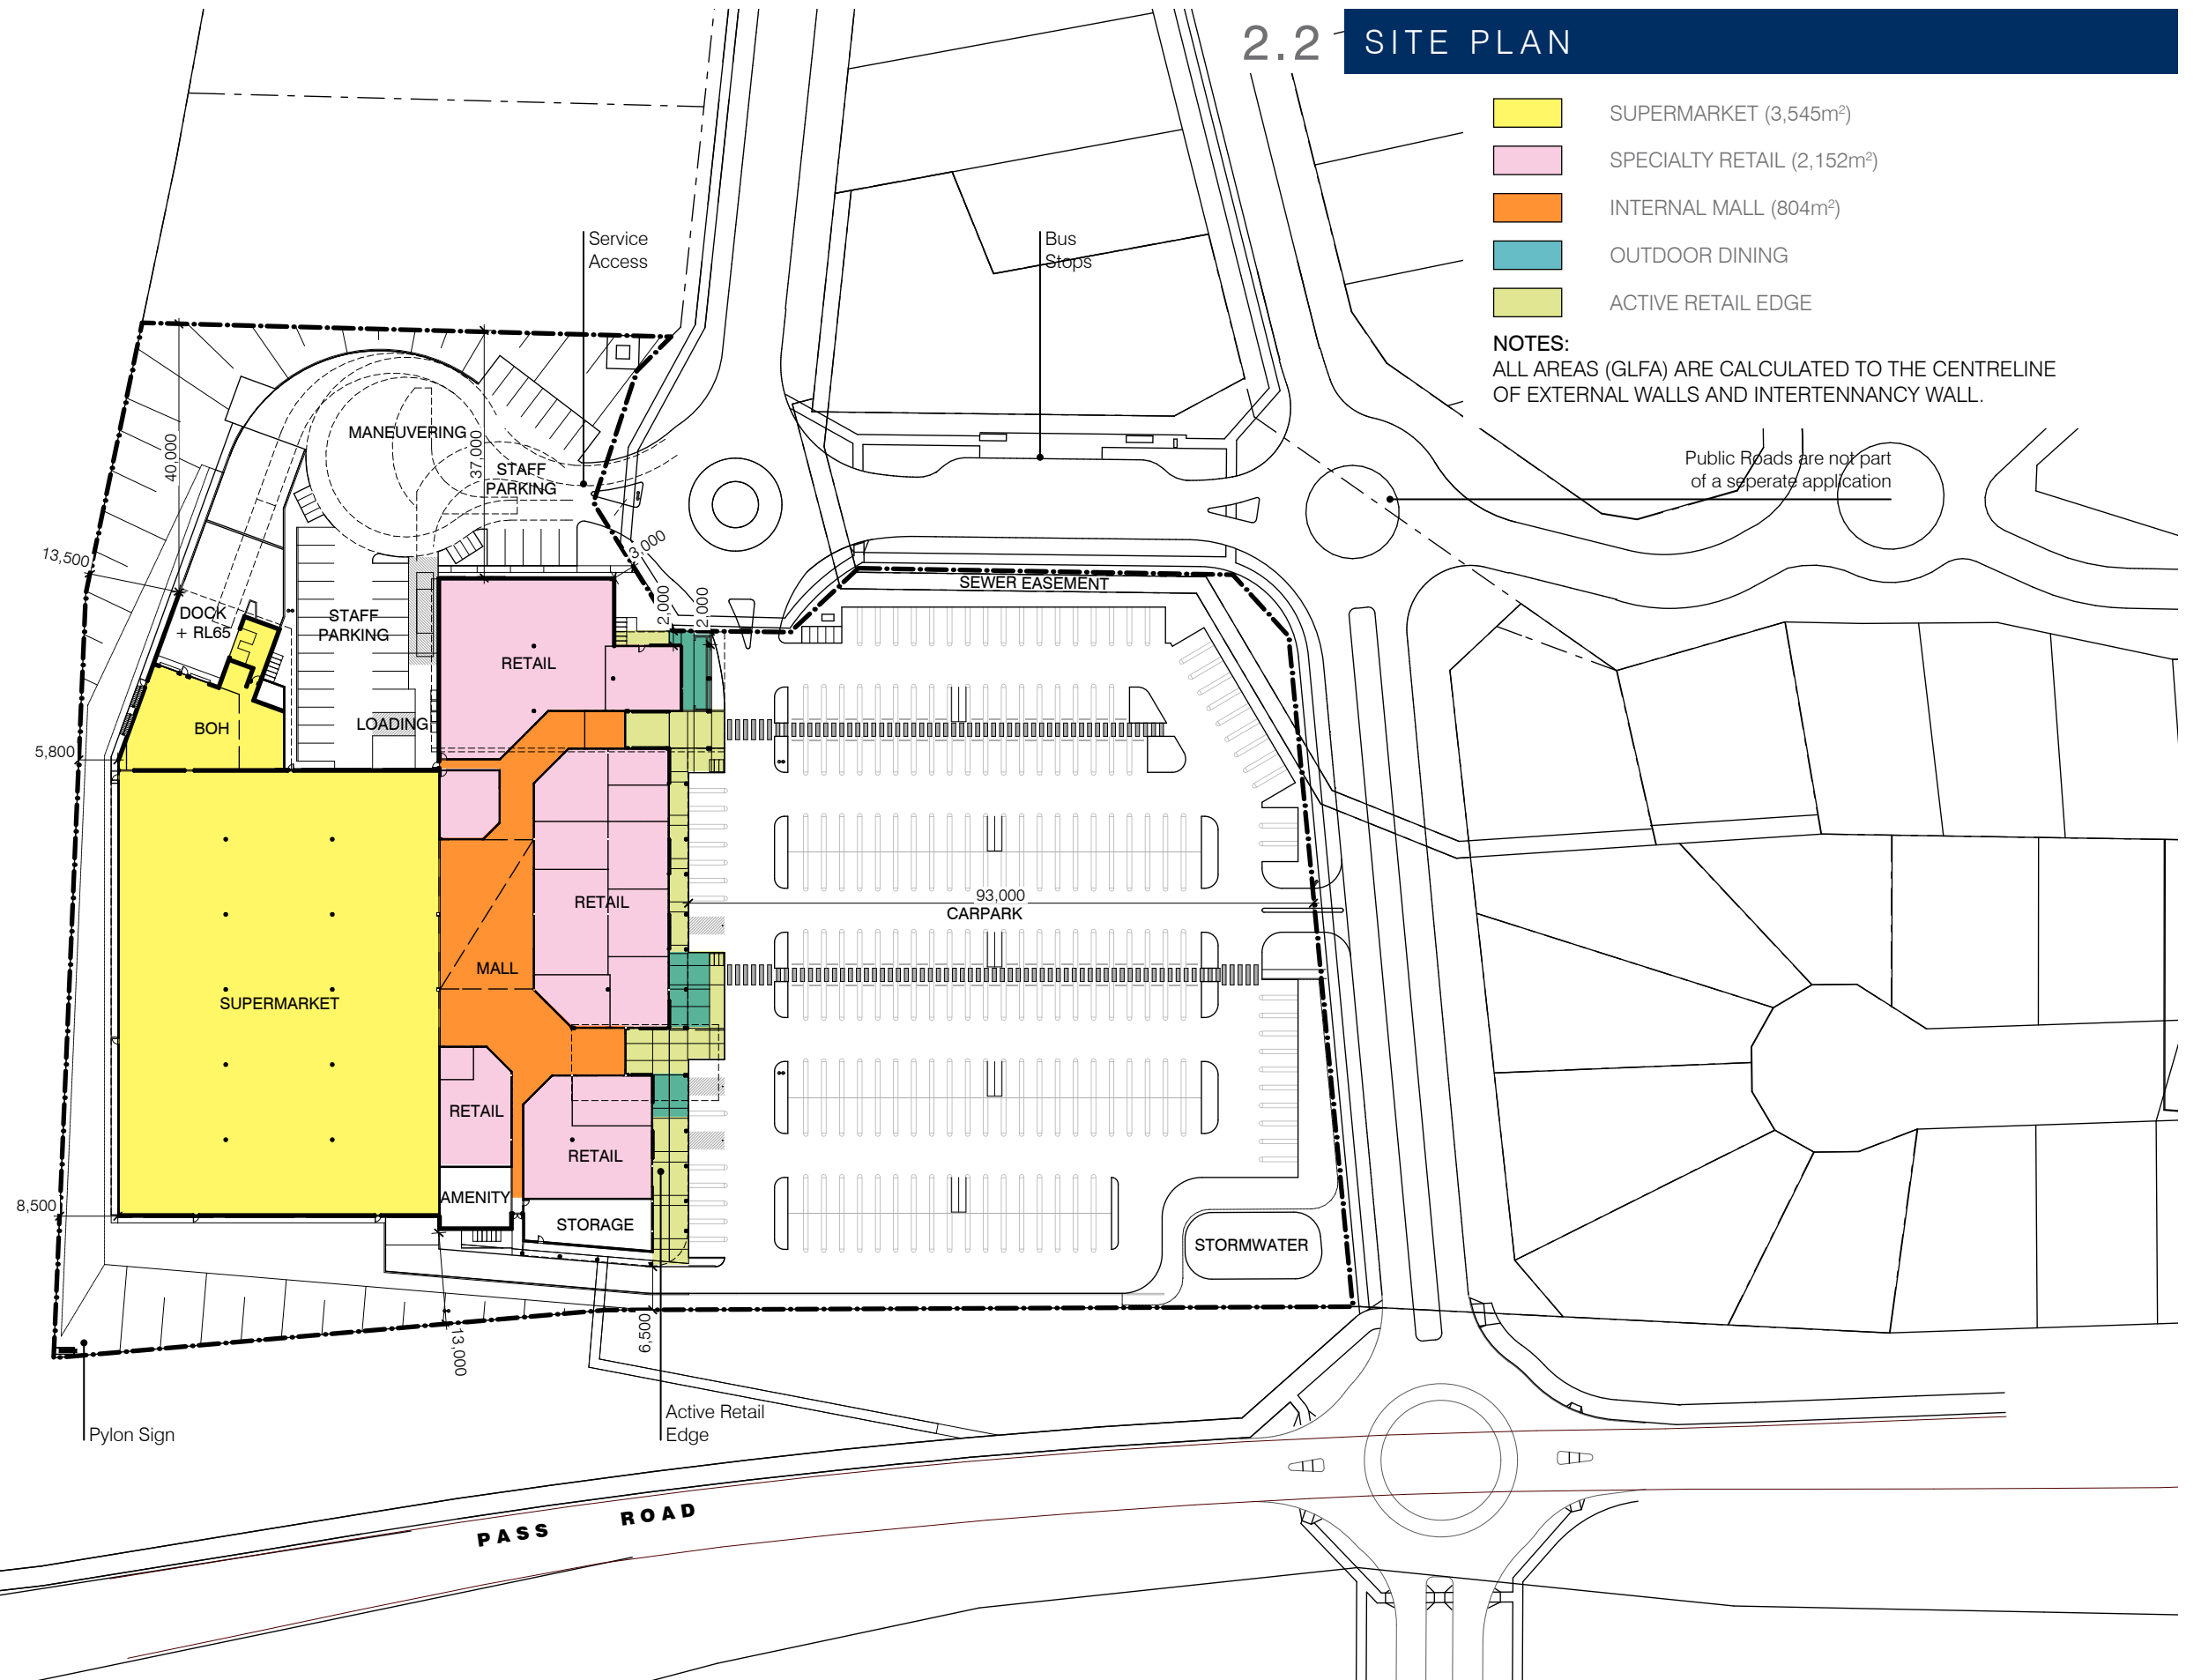 2.2 SITE PLAN
SUPERMARKET (3,545m²)
SPECIALTY RETAIL (2,152m²)
INTERNAL MALL (804m²)
OUTDOOR DINING
ACTIVE RETAIL EDGE
NOTES:
ALL AREAS (GLFA) ARE CALCULATED TO THE CENTRELINE
OF EXTERNAL WALLS AND INTERTENNANCY WALL.
Service
Access
Bus
Stops
Public Roads are not part
of a seperate application
MANEUVERING
40,000
37,000
STAFF
PARKING
13,500
3,000
2,000
2,000
SEWER EASEMENT
DOCK
+ RL65
STAFF
PARKING
RETAIL
BOH
LOADING
5,800
93,000
CARPARK
RETAIL
MALL
SUPERMARKET
RETAIL
RETAIL
AMENITY
8,500
STORAGE
STORMWATER
13,000
6,500
Active Retail
Edge
Pylon Sign
PASS ROAD